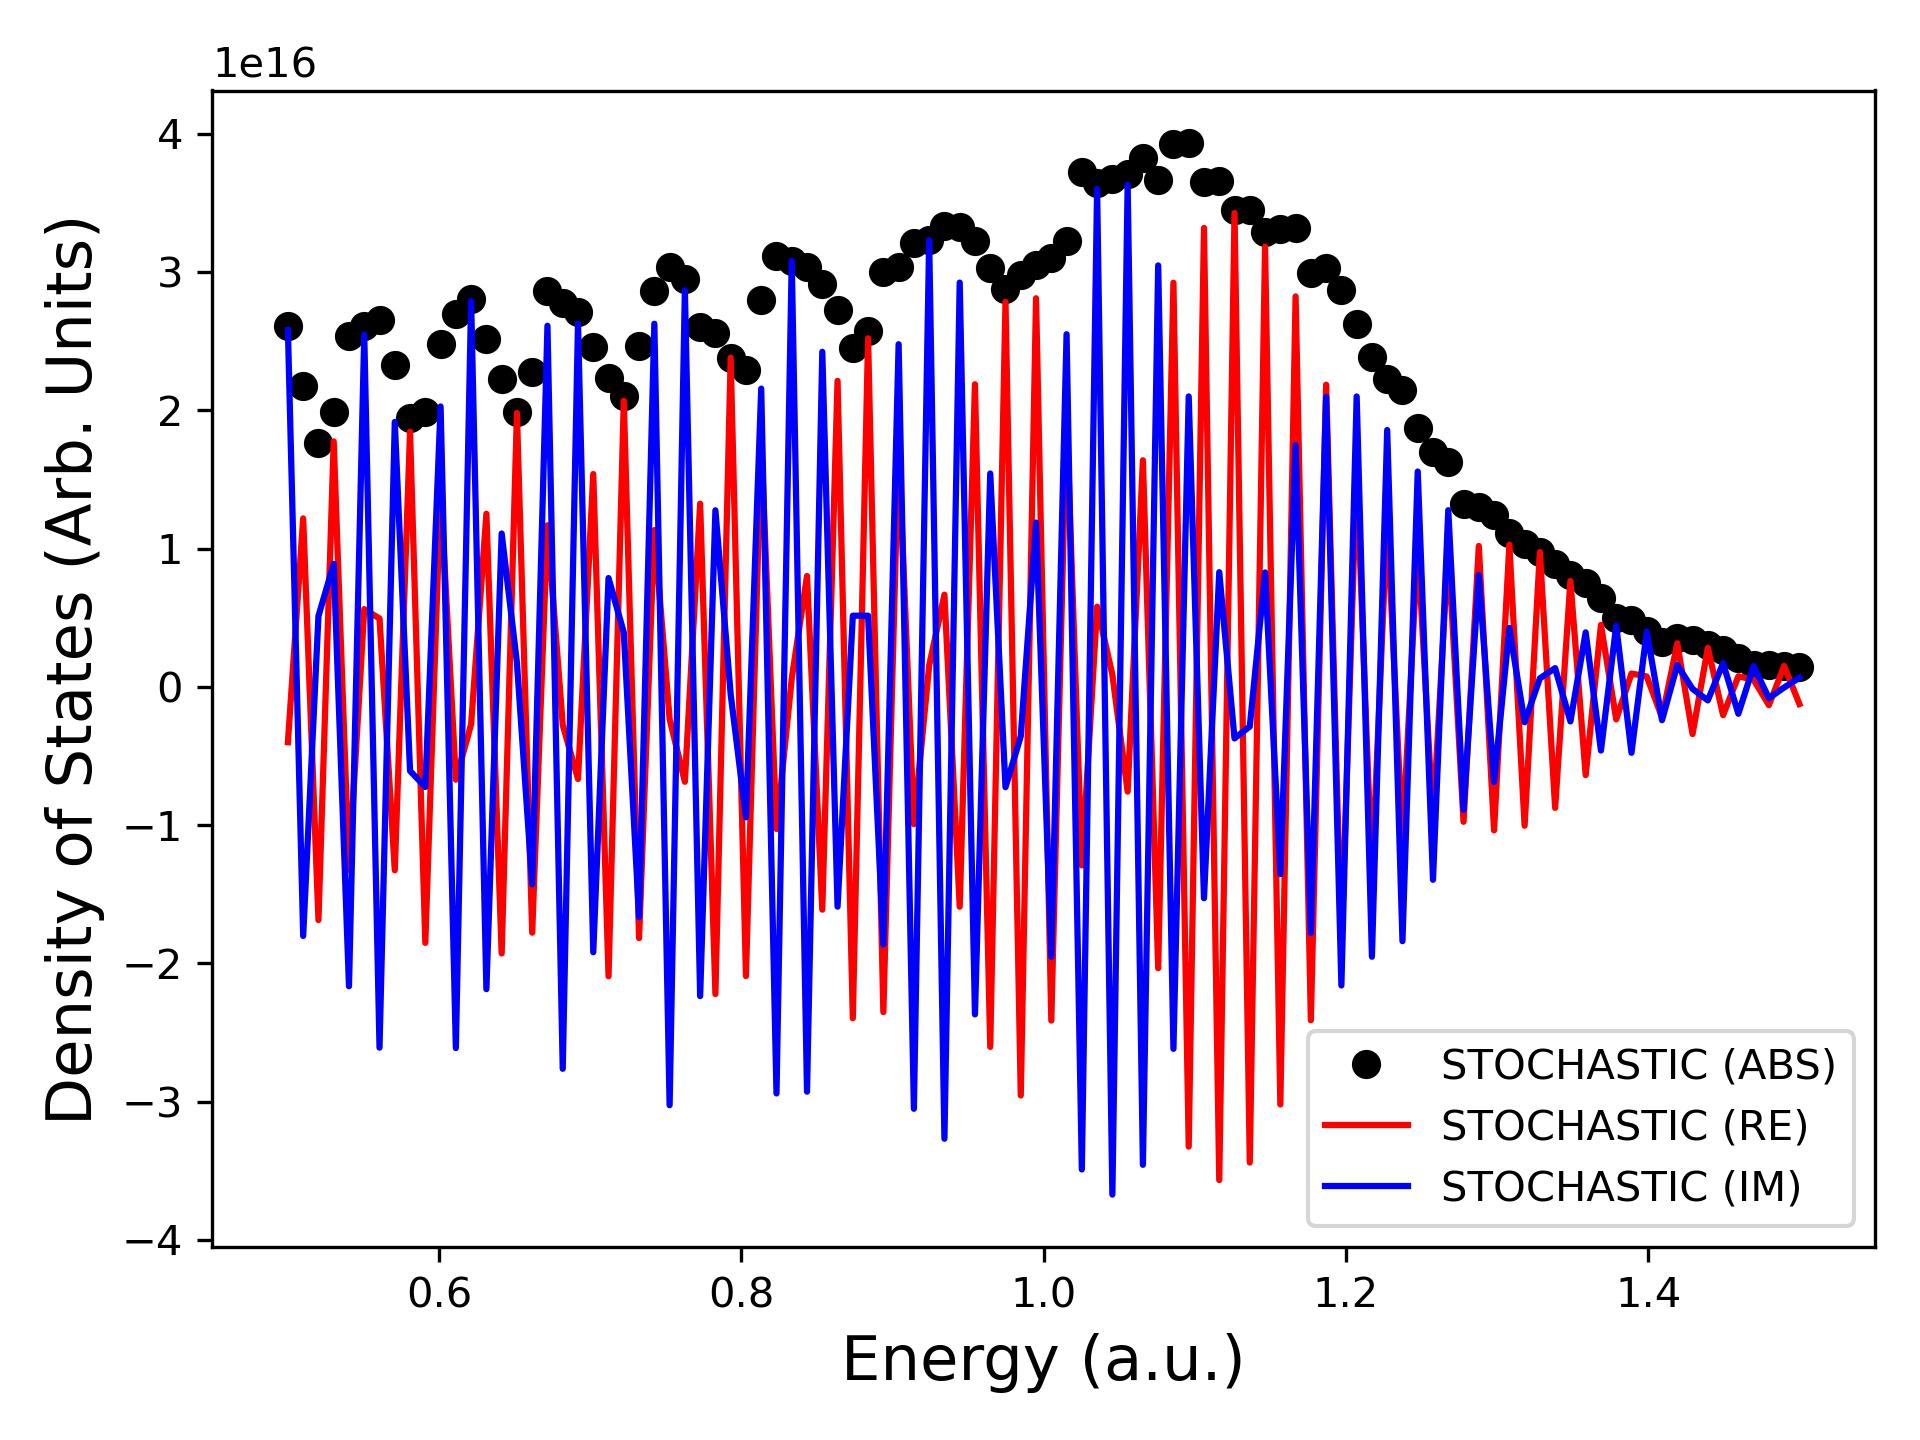 1e16
Density of States (Arb. Units)
4
3
2
1
0
−1
−2
−3
−4
0.6
0.8
1.0
1.2
1.4
Energy (a.u.)
STOCHASTIC (ABS)
STOCHASTIC (RE)
STOCHASTIC (IM)